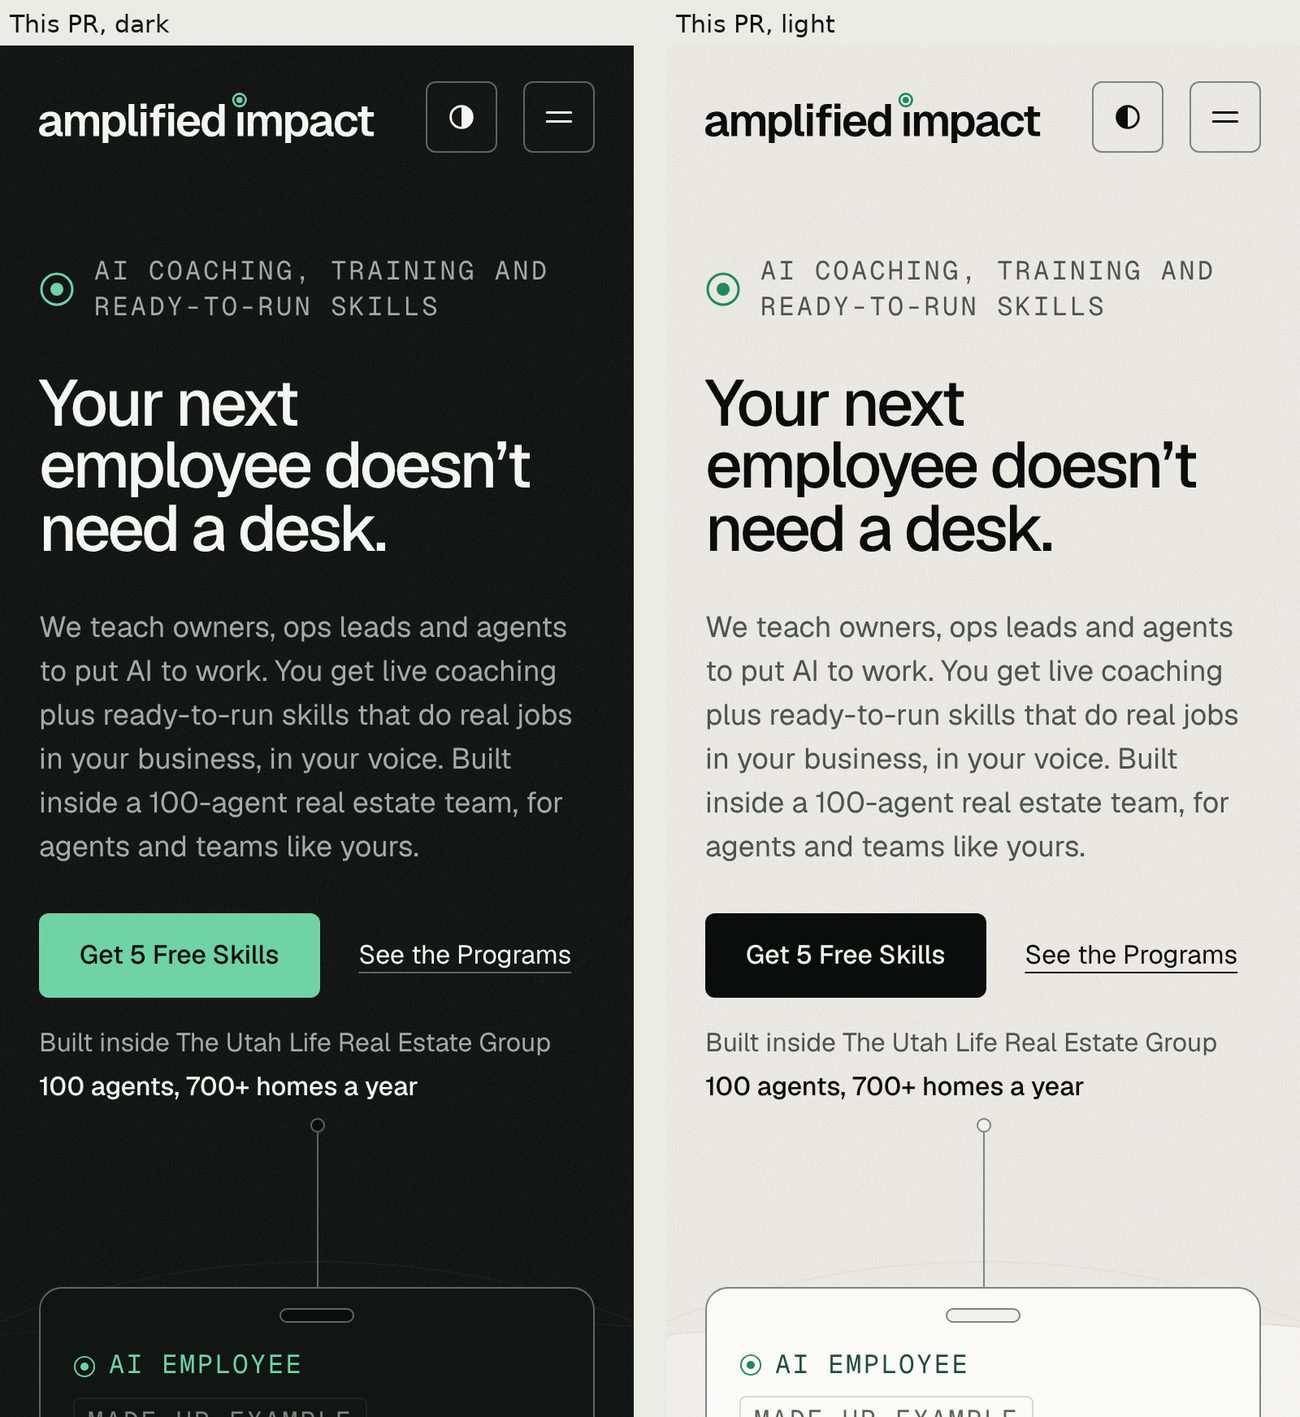 This PR, dark
amplified impact
AI COACHING, TRAINING AND
READY-TO-RUN SKILLS
Your next
employee doesn’t
need a desk.
We teach owners, ops leads and agents
to put AI to work. You get live coaching
plus ready-to-run skills that do real jobs
in your business, in your voice. Built
inside a 100-agent real estate team, for
agents and teams like yours.
Get 5 Free Skills
See the Programs
Built inside The Utah Life Real Estate Group
100 agents, 700+ homes a year
AI EMPLOYEE
MADE-UP EXAMPLE
This PR, light
amplified impact
AI COACHING, TRAINING AND
READY-TO-RUN SKILLS
Your next
employee doesn’t
need a desk.
We teach owners, ops leads and agents
to put AI to work. You get live coaching
plus ready-to-run skills that do real jobs
in your business, in your voice. Built
inside a 100-agent real estate team, for
agents and teams like yours.
Get 5 Free Skills
See the Programs
Built inside The Utah Life Real Estate Group
100 agents, 700+ homes a year
AI EMPLOYEE
MADE-UP EXAMPLE